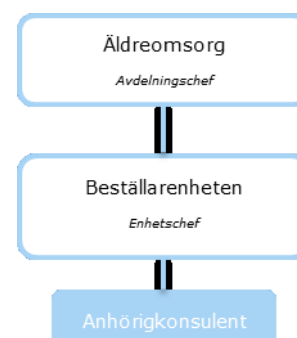 Äldreomsorg
Avdelningschef
Beställarenheten
Enhetschef
Anhörigkonsulent